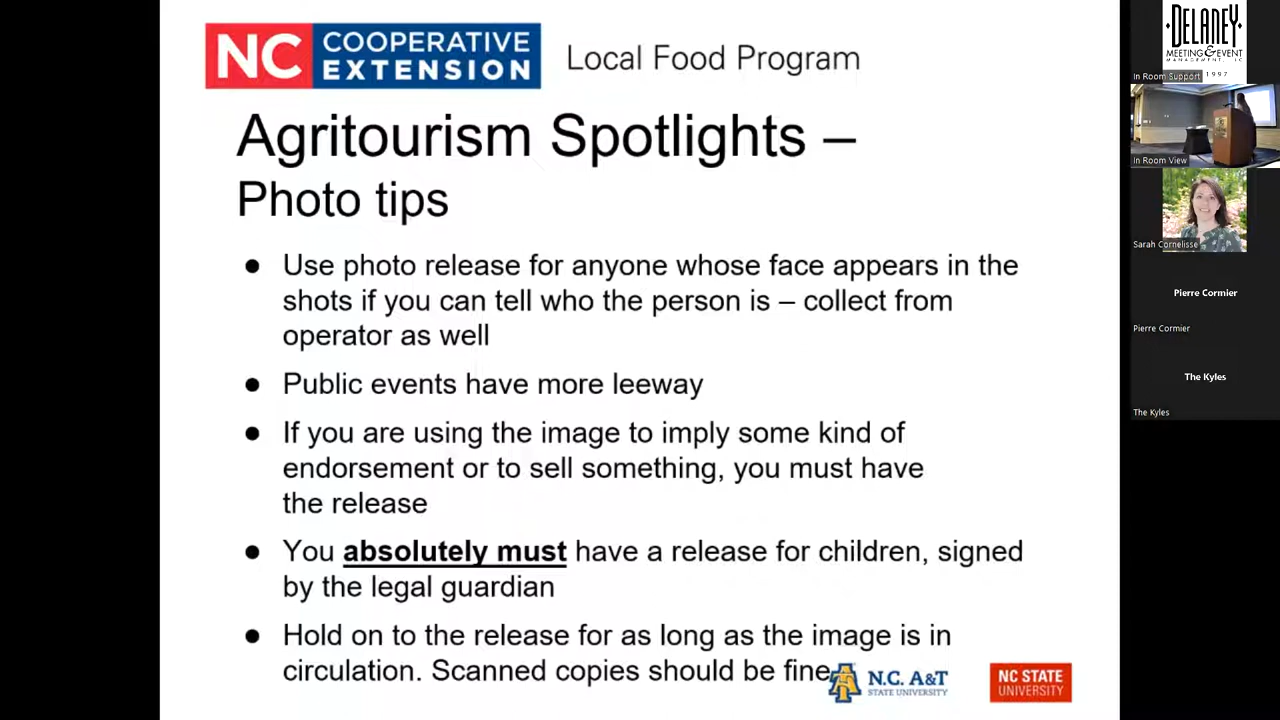 NC COOPERATIVE
EXTENSION
Local Food Program
Agritourism Spotlights –
Photo tips
● Use photo release for anyone whose face appears in the
shots if you can tell who the person is – collect from
operator as well
● Public events have more leeway
● If you are using the image to imply some kind of
endorsement or to sell something, you must have
the release
● You absolutely must have a release for children, signed
by the legal guardian
● Hold on to the release for as long as the image is in
circulation. Scanned copies should be fine
N.C. A&T
STATE UNIVERSITY
NC STATE
UNIVERSITY
DELANEY
MEETING & EVENT
MANAGEMENT, LLC
1997
In Room Support
In Room View
Sarah Cornelisse
Pierre Cormier
Pierre Cormier
The Kyles
The Kyles